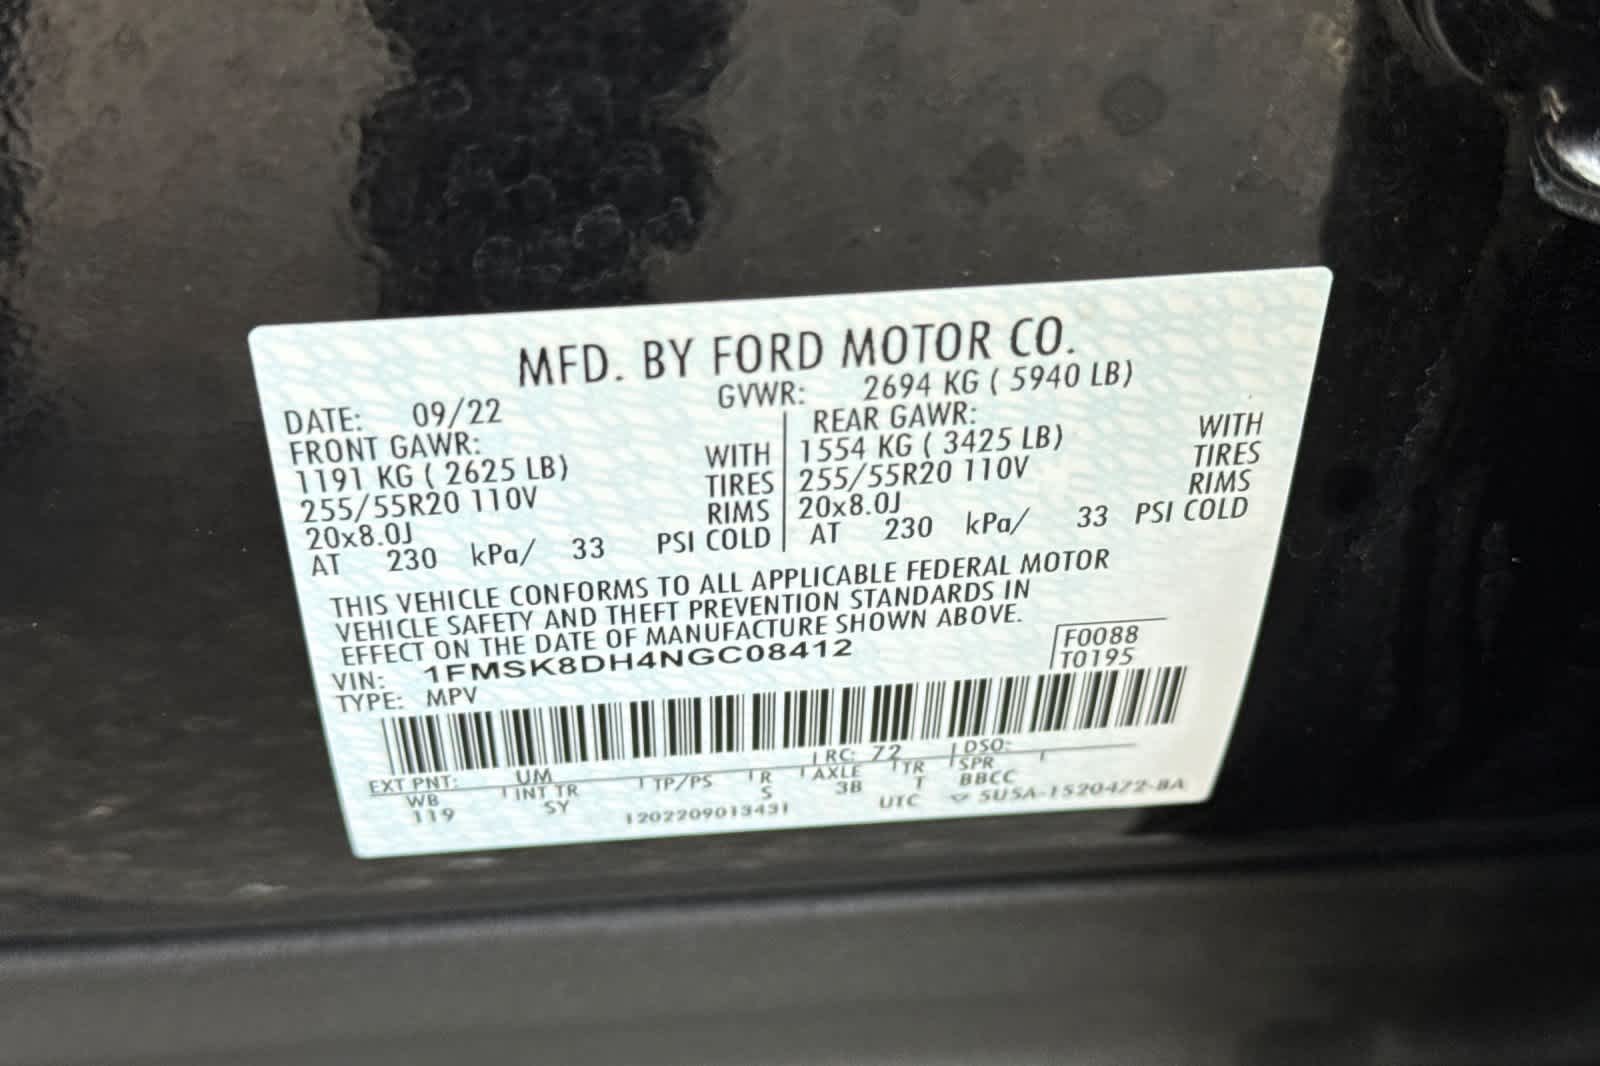 MFD. BY FORD MOTOR CO.
DATE: 09/22 GVWR: 2694 KG ( 5940 LB)
FRONT GAWR: REAR GAWR:
1191 KG ( 2625 LB) WITH 1554 KG ( 3425 LB) WITH
255/55R20 110V TIRES 255/55R20 110V TIRES
20x8.0J RIMS 20x8.0J RIMS
AT 230 kPa/ 33 PSI COLD AT 230 kPa/ 33 PSI COLD
THIS VEHICLE CONFORMS TO ALL APPLICABLE FEDERAL MOTOR
VEHICLE SAFETY AND THEFT PREVENTION STANDARDS IN
EFFECT ON THE DATE OF MANUFACTURE SHOWN ABOVE.
VIN: 1FMSK8DH4NGC08412 F0088
TYPE: MPV T0195
EXT PNT: UM RC: 72 DSO:
WB INT TR TP/PS R AXLE TR SPR
119 SY S 3B T BBCC
1202209013431 UTC 5U5A-1520472-BA